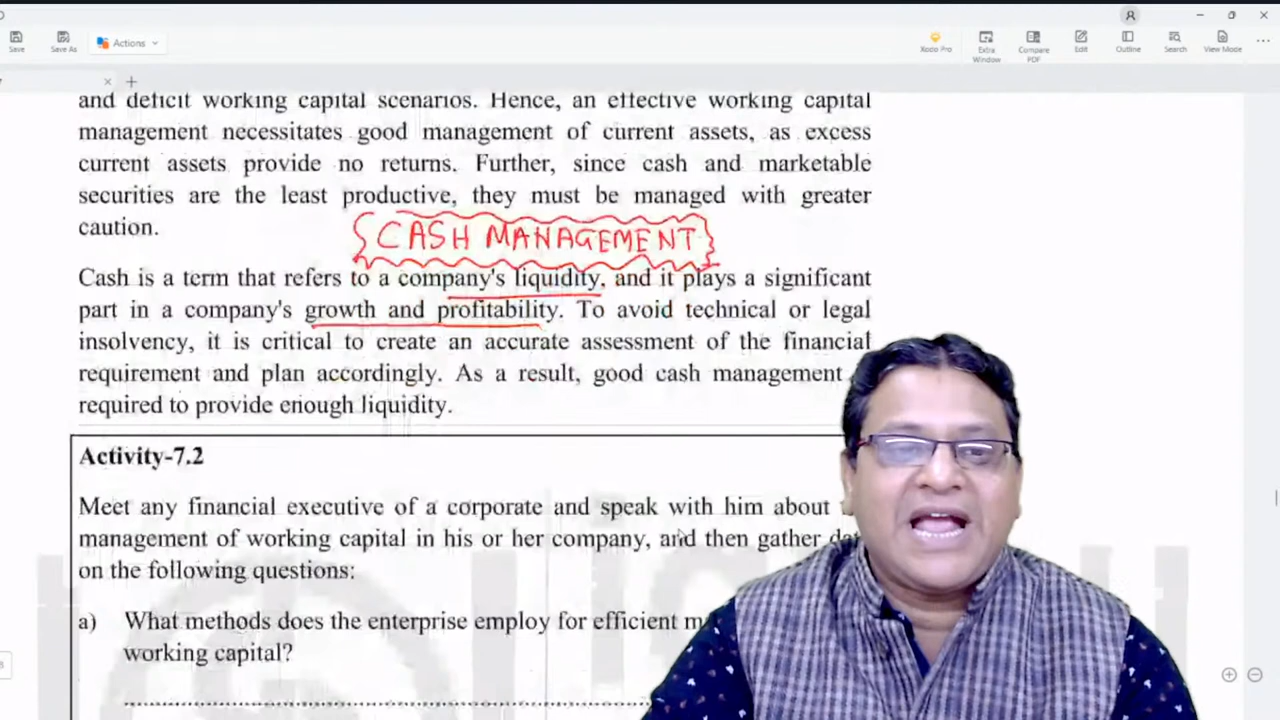 Save
Save As
Actions
Xodo Pro
Extra Window
Compare PDF
Edit
Outline
Search
View Mode
and deficit working capital scenarios. Hence, an effective working capital
management necessitates good management of current assets, as excess
current assets provide no returns. Further, since cash and marketable
securities are the least productive, they must be managed with greater
caution.
CASH MANAGEMENT
Cash is a term that refers to a company's liquidity, and it plays a significant
part in a company's growth and profitability. To avoid technical or legal
insolvency, it is critical to create an accurate assessment of the financial
requirement and plan accordingly. As a result, good cash management
required to provide enough liquidity.
Activity-7.2
Meet any financial executive of a corporate and speak with him about
management of working capital in his or her company, and then gather
on the following questions:
a) What methods does the enterprise employ for efficient
working capital?